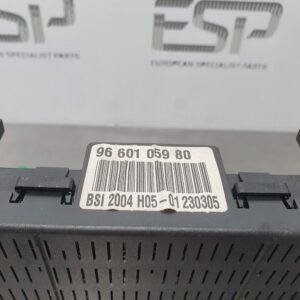 ESP
EUROPEAN SPECIALIST PARTS
96 601 059 80
BSI 2004 H05-01 230305